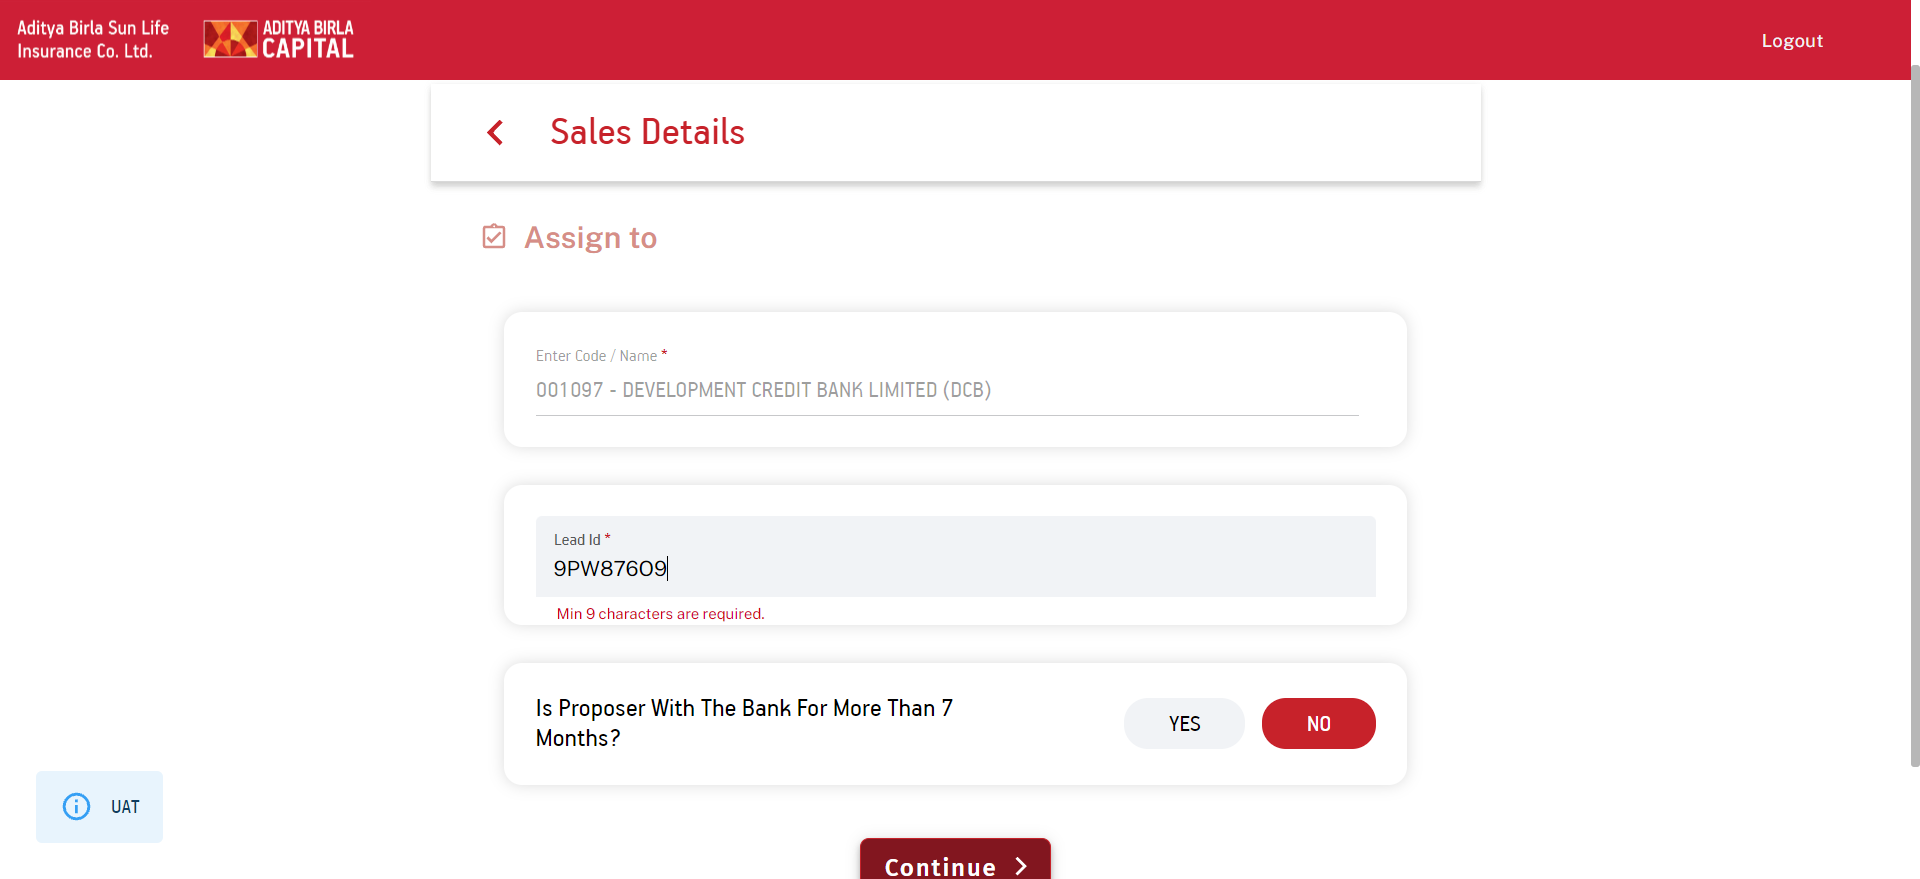 Aditya Birla Sun Life
Insurance Co. Ltd.
ADITYA BIRLA
CAPITAL
Logout
Sales Details
Assign to
Enter Code / Name *
001097 - DEVELOPMENT CREDIT BANK LIMITED (DCB)
Lead Id *
9PW87609
Min 9 characters are required.
Is Proposer With The Bank For More Than 7
Months?
YES
NO
UAT
Continue